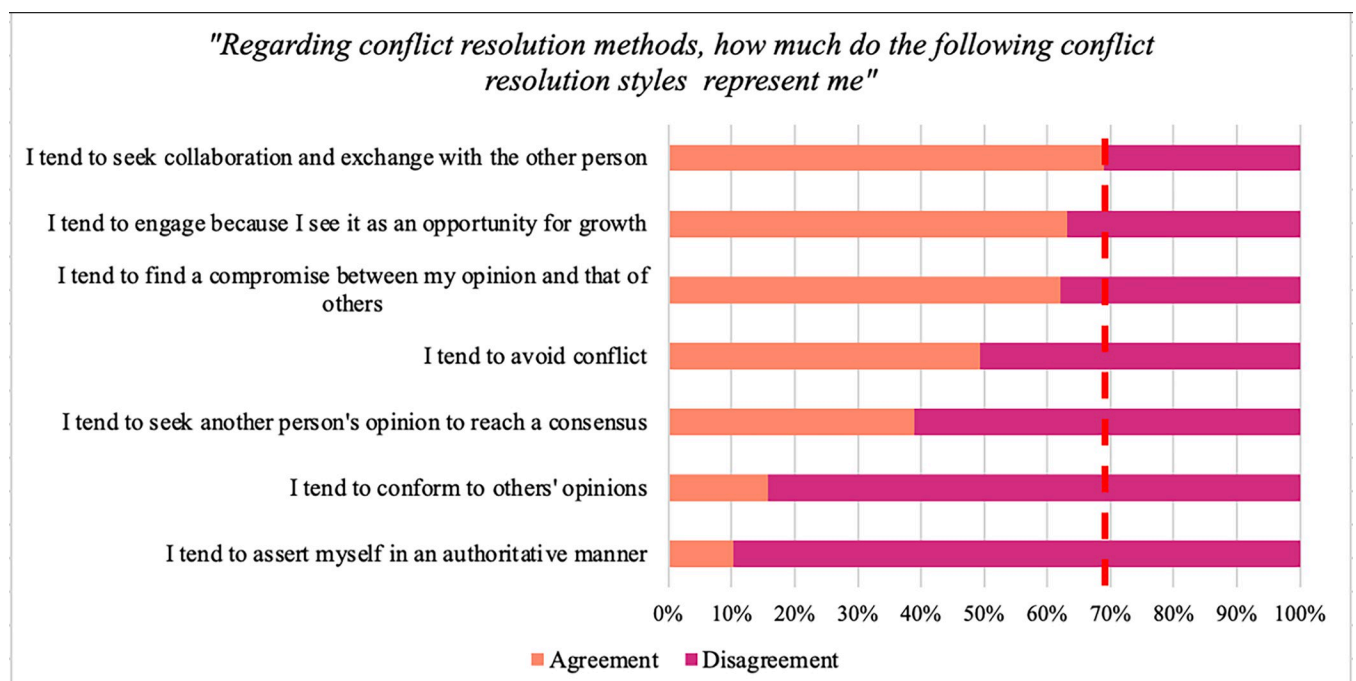 "Regarding conflict resolution methods, how much do the following conflict
resolution styles represent me"
I tend to seek collaboration and exchange with the other person
I tend to engage because I see it as an opportunity for growth
I tend to find a compromise between my opinion and that of
others
I tend to avoid conflict
I tend to seek another person's opinion to reach a consensus
I tend to conform to others' opinions
I tend to assert myself in an authoritative manner
0% 10% 20% 30% 40% 50% 60% 70% 80% 90% 100%
Agreement Disagreement